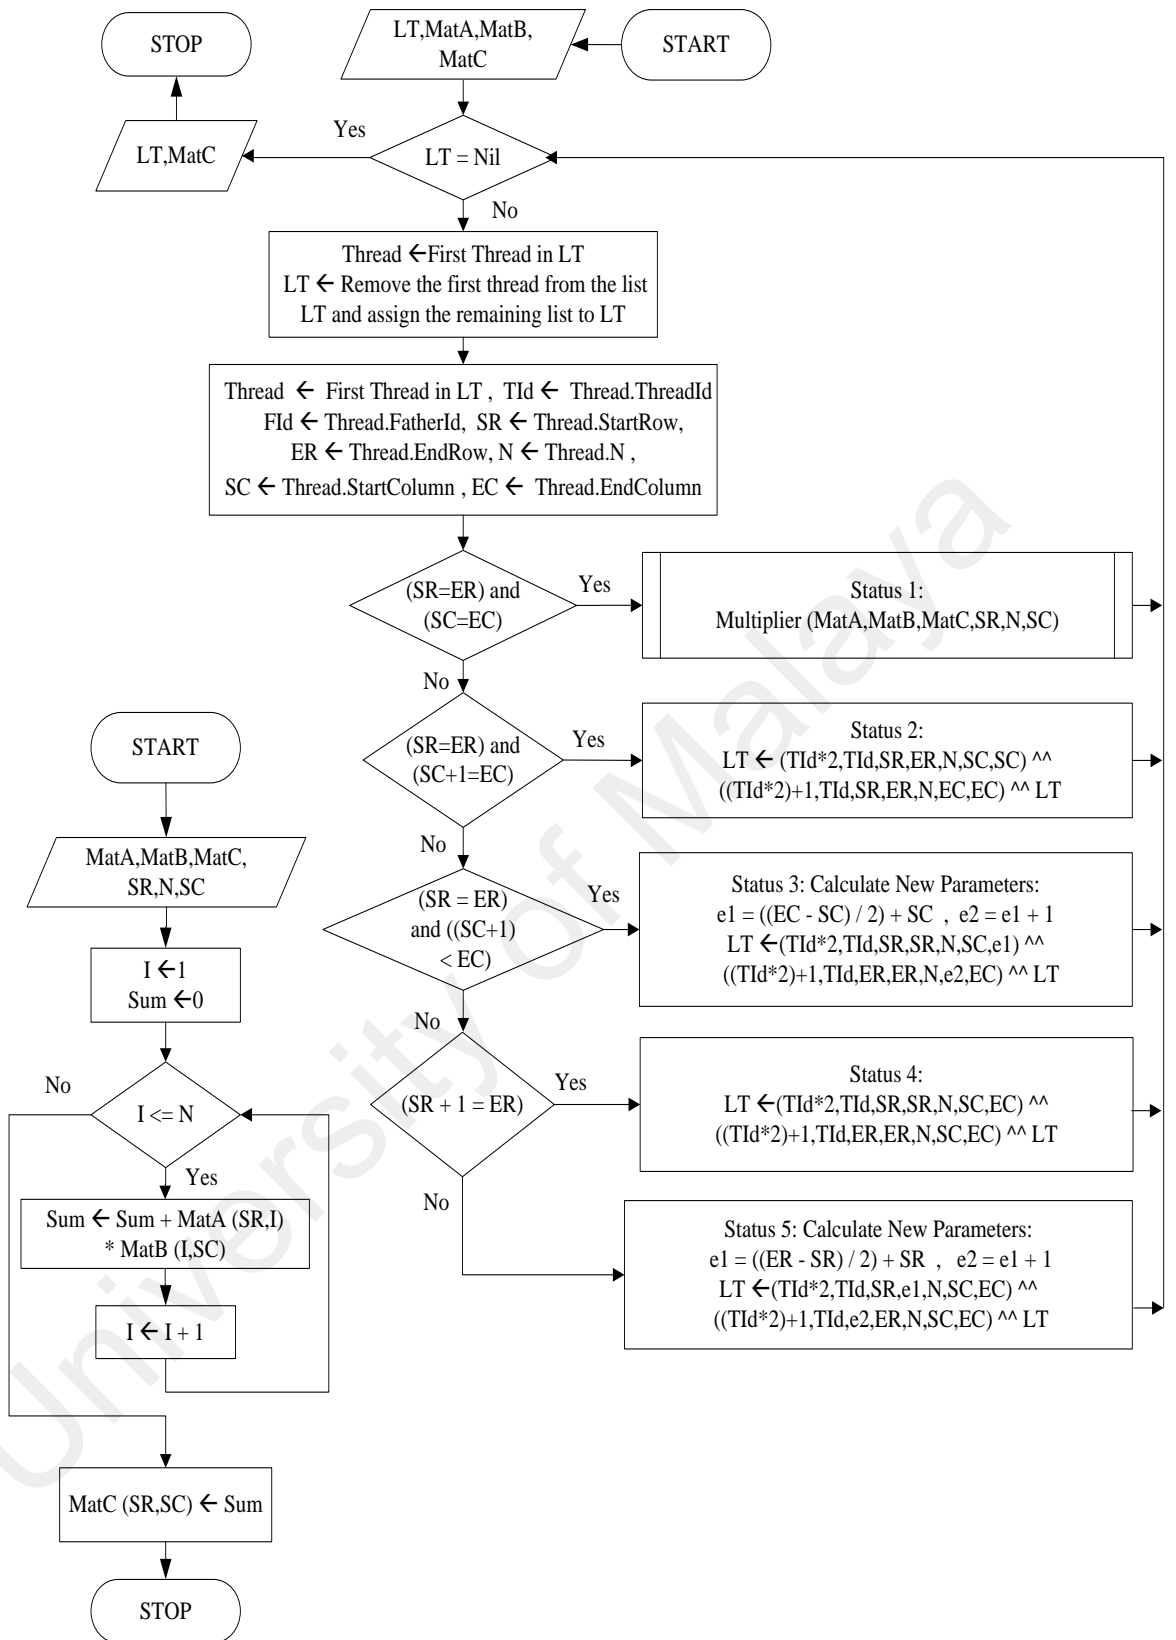 STOP
LT,MatA,MatB,
MatC
START
Yes
LT,MatC
LT = Nil
No
Thread ←First Thread in LT
LT ← Remove the first thread from the list
LT and assign the remaining list to LT
Thread ← First Thread in LT , TId ← Thread.ThreadId
FId ← Thread.FatherId, SR ← Thread.StartRow,
ER ← Thread.EndRow, N ← Thread.N ,
SC ← Thread.StartColumn , EC ← Thread.EndColumn
(SR=ER) and
(SC=EC)
Yes
Status 1:
Multiplier (MatA,MatB,MatC,SR,N,SC)
No
(SR=ER) and
(SC+1=EC)
Yes
Status 2:
LT ← (TId*2,TId,SR,ER,N,SC,SC) ^^
((TId*2)+1,TId,SR,ER,N,EC,EC) ^^ LT
No
(SR = ER)
and ((SC+1)
< EC)
Yes
Status 3: Calculate New Parameters:
e1 = ((EC - SC) / 2) + SC , e2 = e1 + 1
LT ←(TId*2,TId,SR,SR,N,SC,e1) ^^
((TId*2)+1,TId,ER,ER,N,e2,EC) ^^ LT
No
(SR + 1 = ER)
Yes
Status 4:
LT ←(TId*2,TId,SR,SR,N,SC,EC) ^^
((TId*2)+1,TId,ER,ER,N,SC,EC) ^^ LT
No
Status 5: Calculate New Parameters:
e1 = ((ER - SR) / 2) + SR , e2 = e1 + 1
LT ←(TId*2,TId,SR,e1,N,SC,EC) ^^
((TId*2)+1,TId,e2,ER,N,SC,EC) ^^ LT
START
MatA,MatB,MatC,
SR,N,SC
I ←1
Sum ←0
No
I <= N
Yes
Sum ← Sum + MatA (SR,I)
* MatB (I,SC)
I ← I + 1
MatC (SR,SC) ← Sum
STOP
University of Malaya